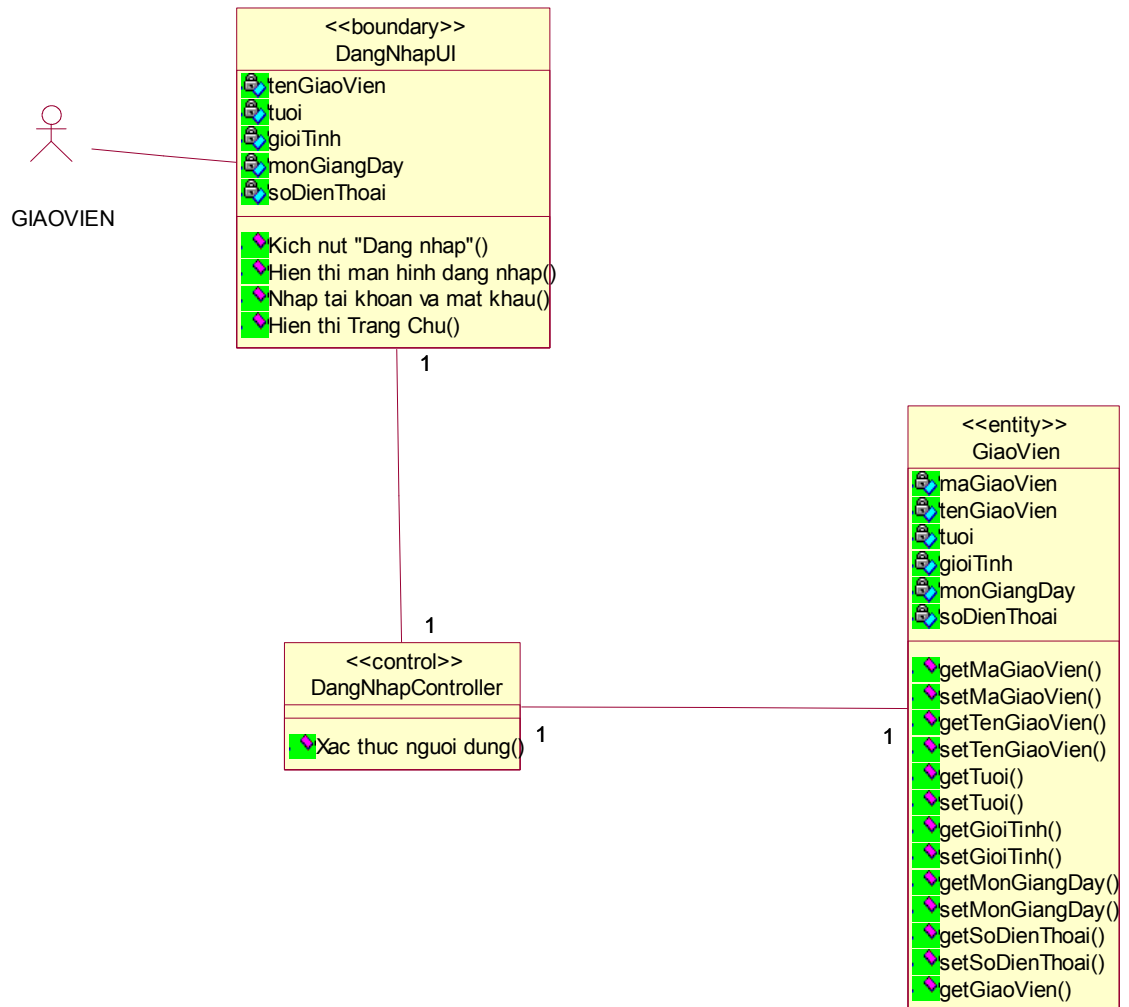 <<boundary>>
DangNhapUI
tenGiaoVien
tuoi
gioiTinh
monGiangDay
soDienThoai
Kich nut "Dang nhap"()
Hien thi man hinh dang nhap()
Nhap tai khoan va mat khau()
Hien thi Trang Chu()
GIAOVIEN
1
1
<<control>>
DangNhapController
Xac thuc nguoi dung()
1
1
<<entity>>
GiaoVien
maGiaoVien
tenGiaoVien
tuoi
gioiTinh
monGiangDay
soDienThoai
getMaGiaoVien()
setMaGiaoVien()
getTenGiaoVien()
setTenGiaoVien()
getTuoi()
setTuoi()
getGioiTinh()
setGioiTinh()
getMonGiangDay()
setMonGiangDay()
getSoDienThoai()
setSoDienThoai()
getGiaoVien()